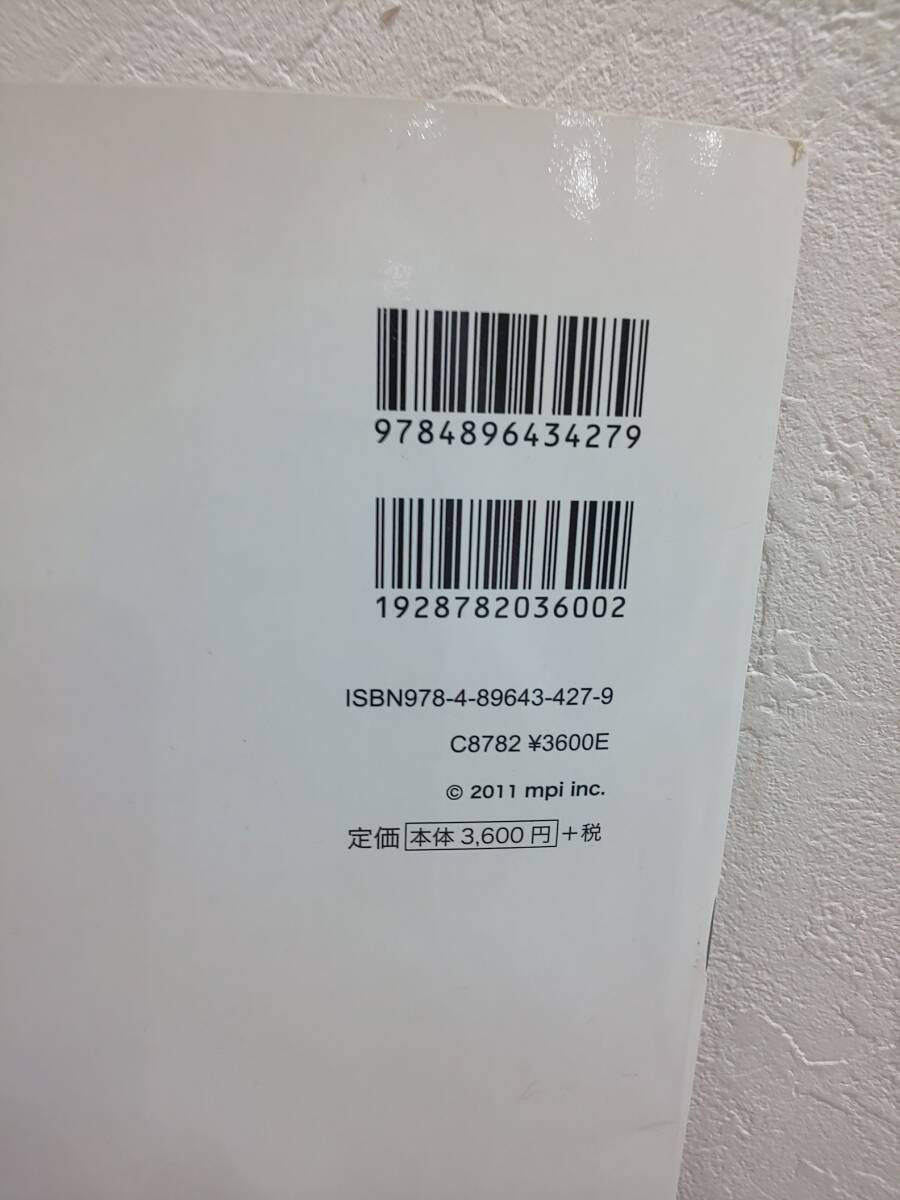 9784896434279
1928782036002
ISBN978-4-89643-427-9
C8782 ¥3600E
© 2011 mpi inc.
定価 本体 3,600 円 +税